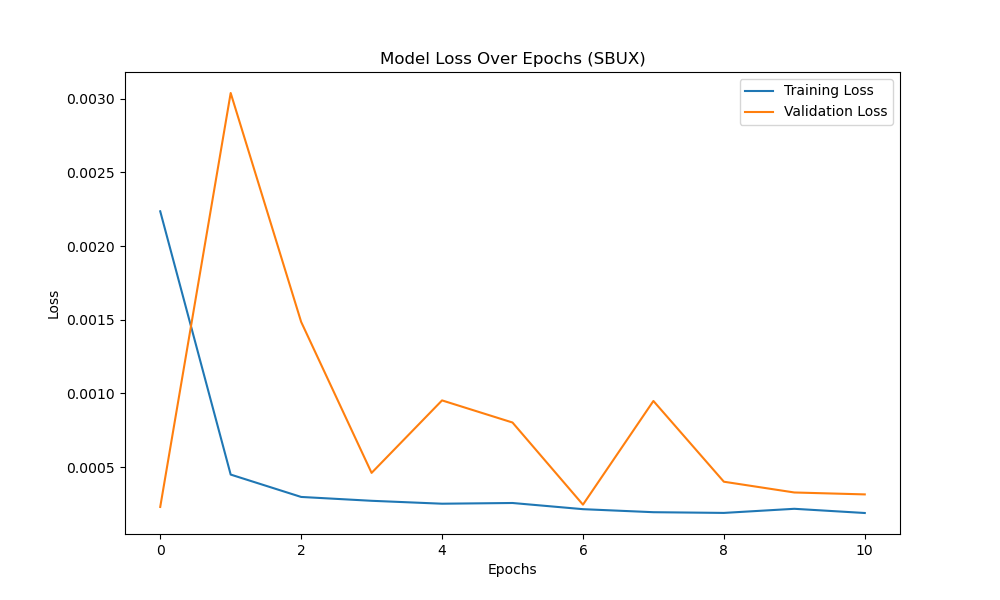 Model Loss Over Epochs (SBUX)
Training Loss
Validation Loss
0.0030
0.0025
0.0020
0.0015
0.0010
0.0005
Loss
0 2 4 6 8 10
Epochs